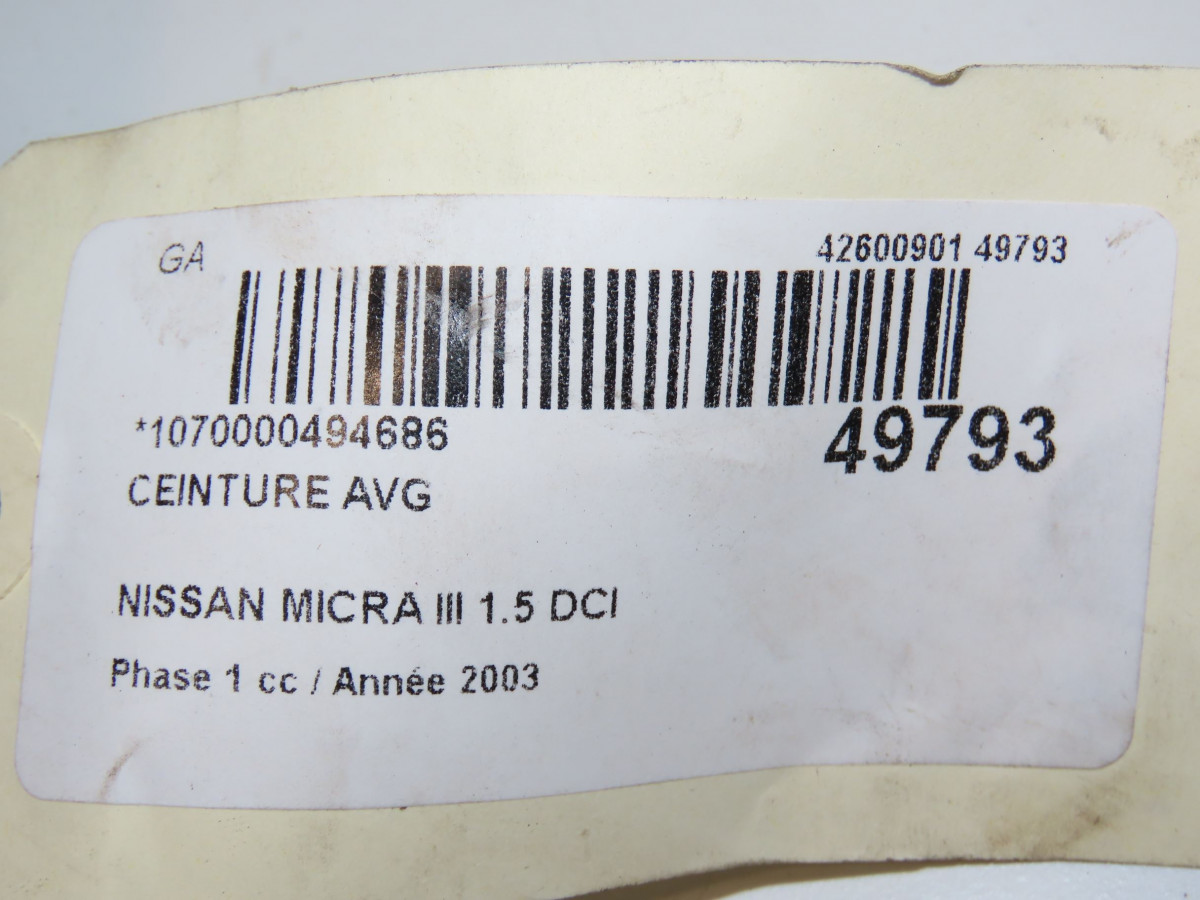 GA
42600901 49793
*1070000494686
49793
CEINTURE AVG
NISSAN MICRA III 1.5 DCI
Phase 1 cc / Année 2003